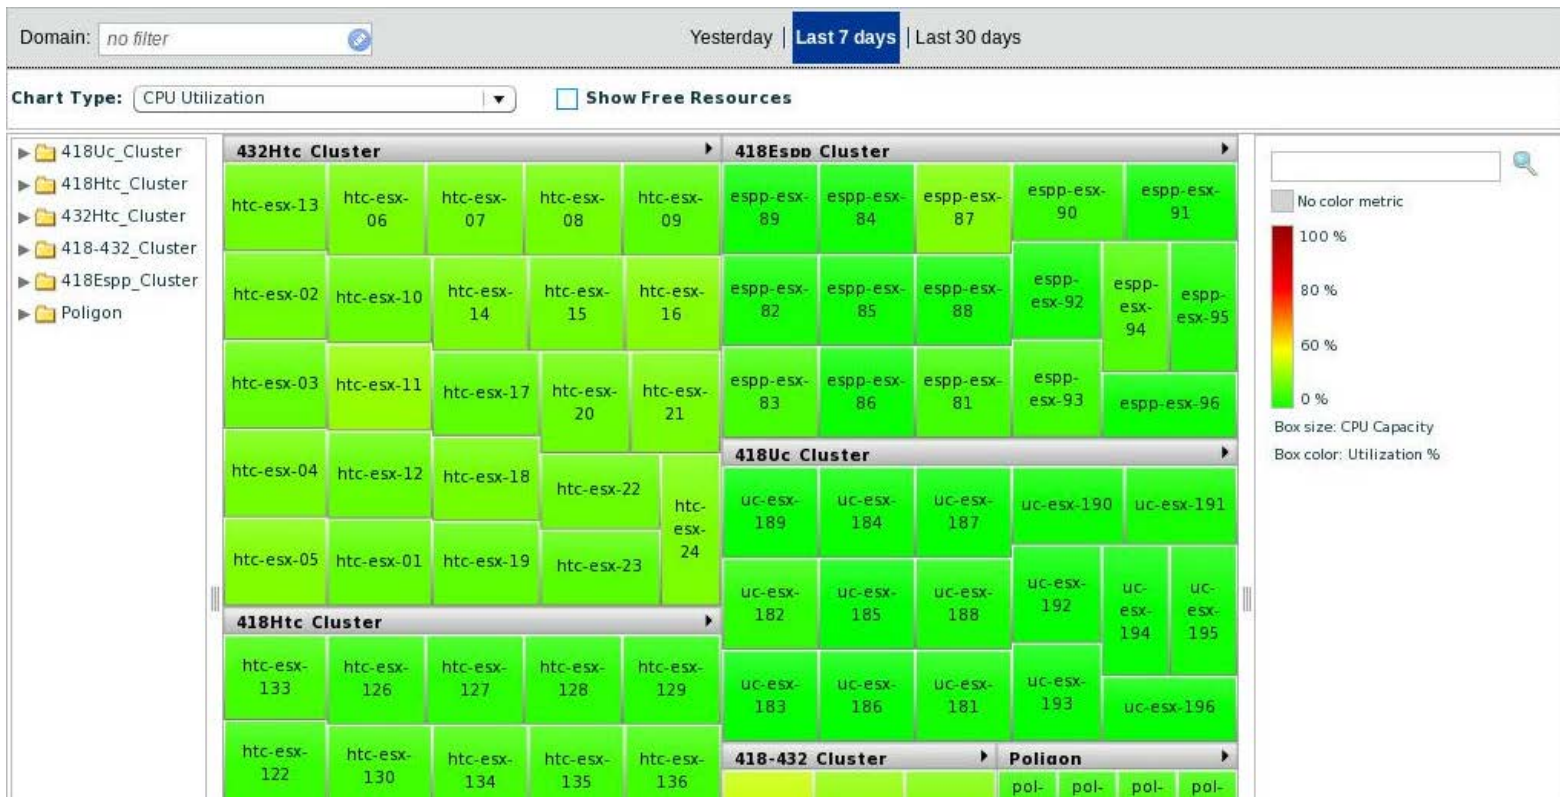 Domain: no filter
Yesterday | Last 7 days | Last 30 days
Chart Type: CPU Utilization
Show Free Resources
418Uc_Cluster
418Htc_Cluster
432Htc_Cluster
418-432_Cluster
418Espp_Cluster
Poligon
432Htc Cluster
htc-esx-13
htc-esx-
06
htc-esx-
07
htc-esx-
08
htc-esx-
09
htc-esx-02
htc-esx-10
htc-esx-
14
htc-esx-
15
htc-esx-
16
htc-esx-03
htc-esx-11
htc-esx-17
htc-esx-
20
htc-esx-
21
htc-esx-04
htc-esx-12
htc-esx-18
htc-esx-22
htc-
esx-
24
htc-esx-05
htc-esx-01
htc-esx-19
htc-esx-23
418Htc Cluster
htc-esx-
133
htc-esx-
126
htc-esx-
127
htc-esx-
128
htc-esx-
129
htc-esx-
122
htc-esx-
130
htc-esx-
134
htc-esx-
135
htc-esx-
136
418Espp Cluster
espp-esx-
89
espp-esx-
84
espp-esx-
87
espp-esx-
90
espp-esx-
91
espp-esx-
82
espp-esx-
85
espp-esx-
88
espp-
esx-92
espp-
esx-
94
espp-
esx-95
espp-esx-
83
espp-esx-
86
espp-esx-
81
espp-
esx-93
espp-esx-96
418Uc Cluster
uc-esx-
189
uc-esx-
184
uc-esx-
187
uc-esx-190
uc-esx-191
uc-esx-
182
uc-esx-
185
uc-esx-
188
uc-esx-
192
uc-
esx-
194
uc-
esx-
195
uc-esx-
183
uc-esx-
186
uc-esx-
181
uc-esx-
193
uc-esx-196
418-432 Cluster
Poligon
pol-
pol-
pol-
pol-
No color metric
100 %
80 %
60 %
0 %
Box size: CPU Capacity
Box color: Utilization %